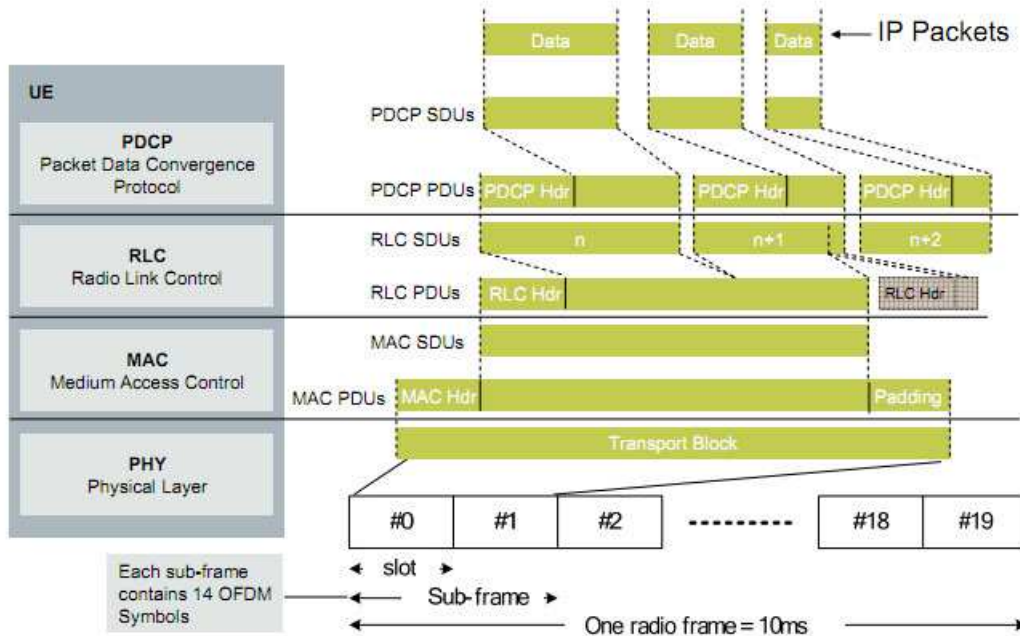 Data
Data
Data
IP Packets
UE
PDCP
Packet Data Convergence
Protocol
PDCP SDUs
PDCP PDUs
PDCP Hdr
PDCP Hdr
PDCP Hdr
RLC
Radio Link Control
RLC SDUs
n
n+1
n+2
RLC PDUs
RLC Hdr
RLC Hdr
MAC
Medium Access Control
MAC SDUs
MAC PDUs
MAC Hdr
Padding
PHY
Physical Layer
Transport Block
#0
#1
#2
#18
#19
Each sub-frame
contains 14 OFDM
Symbols
slot
Sub-frame
One radio frame = 10ms